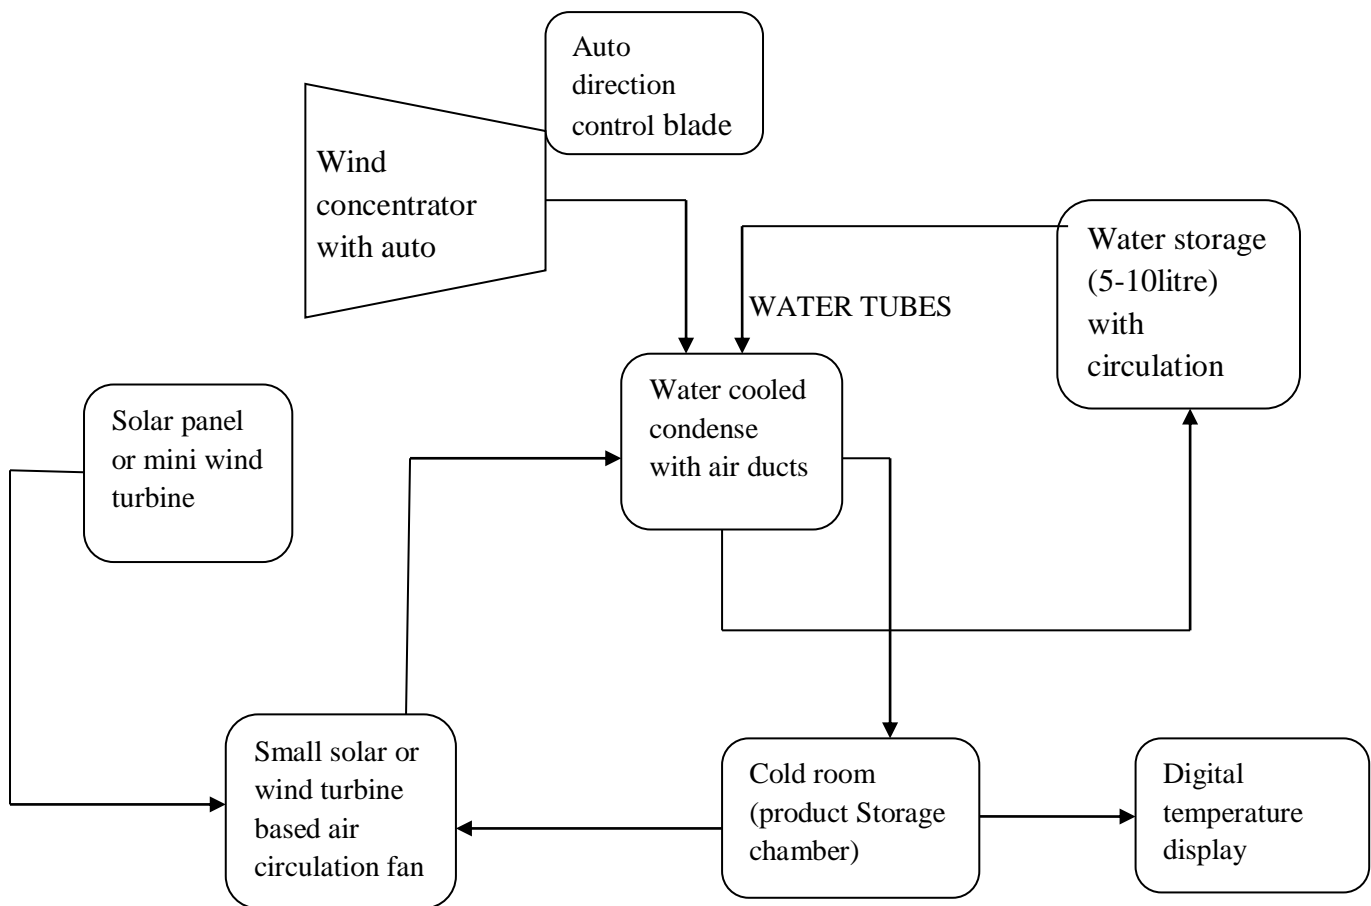 Auto
direction
control blade
Wind
concentrator
with auto
Water storage
(5-10litre)
with
circulation
WATER TUBES
Water cooled
condense
with air ducts
Solar panel
or mini wind
turbine
Small solar or
wind turbine
based air
circulation fan
Cold room
(product Storage
chamber)
Digital
temperature
display